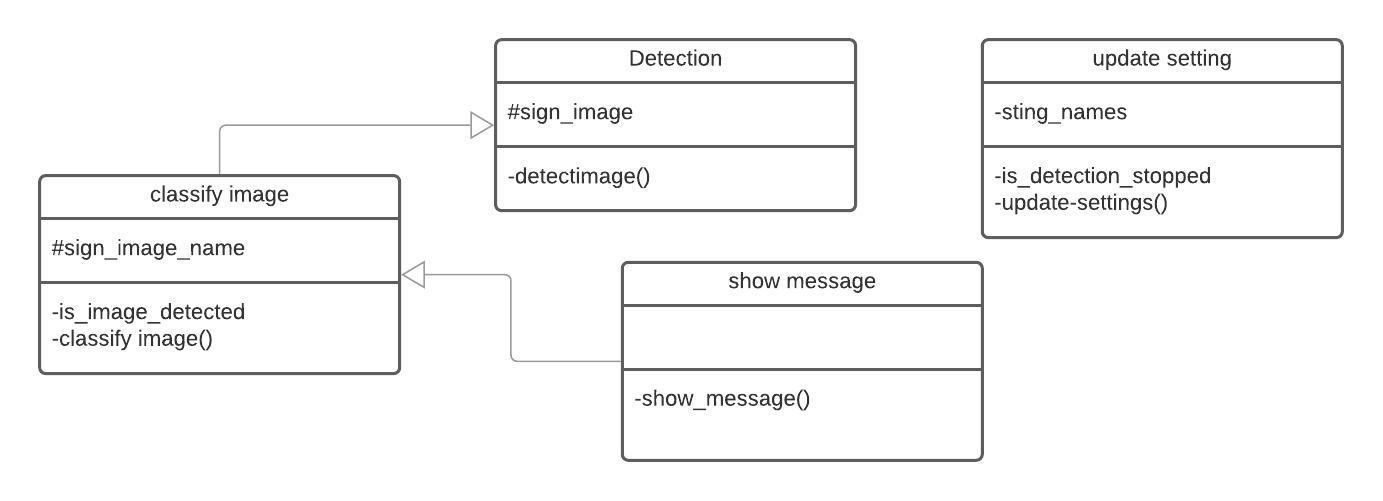 Detection
#sign_image
-detectimage()
update setting
-sting_names
-is_detection_stopped
-update-settings()
classify image
#sign_image_name
-is_image_detected
-classify image()
show message
-show_message()